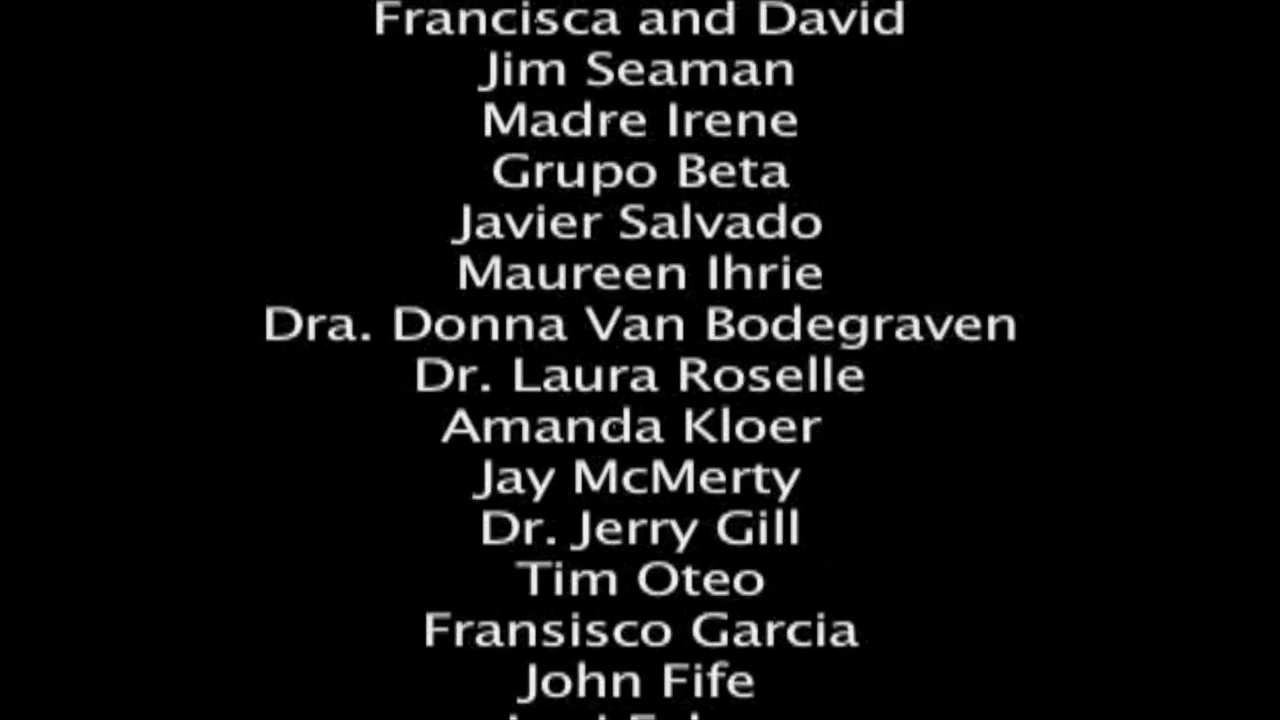 Francisca and David
Jim Seaman
Madre Irene
Grupo Beta
Javier Salvado
Maureen Ihrie
Dra. Donna Van Bodegraven
Dr. Laura Roselle
Amanda Kloer
Jay McMerty
Dr. Jerry Gill
Tim Oteo
Fransisco Garcia
John Fife